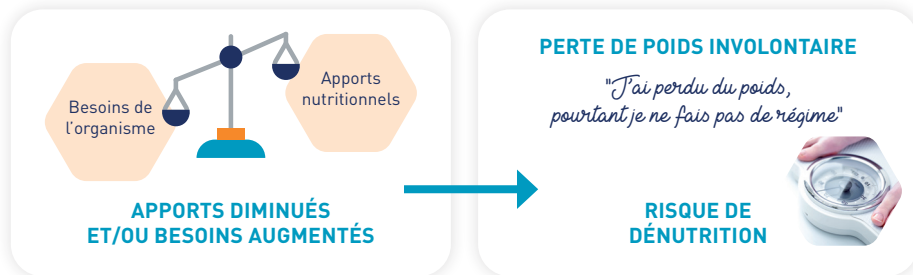 Besoins de
l'organisme
Apports
nutritionnels
APPORTS DIMINUÉS
ET/OU BESOINS AUGMENTÉS
PERTE DE POIDS INVOLONTAIRE
"J'ai perdu du poids,
pourtant je ne fais pas de régime"
RISQUE DE
DÉNUTRITION